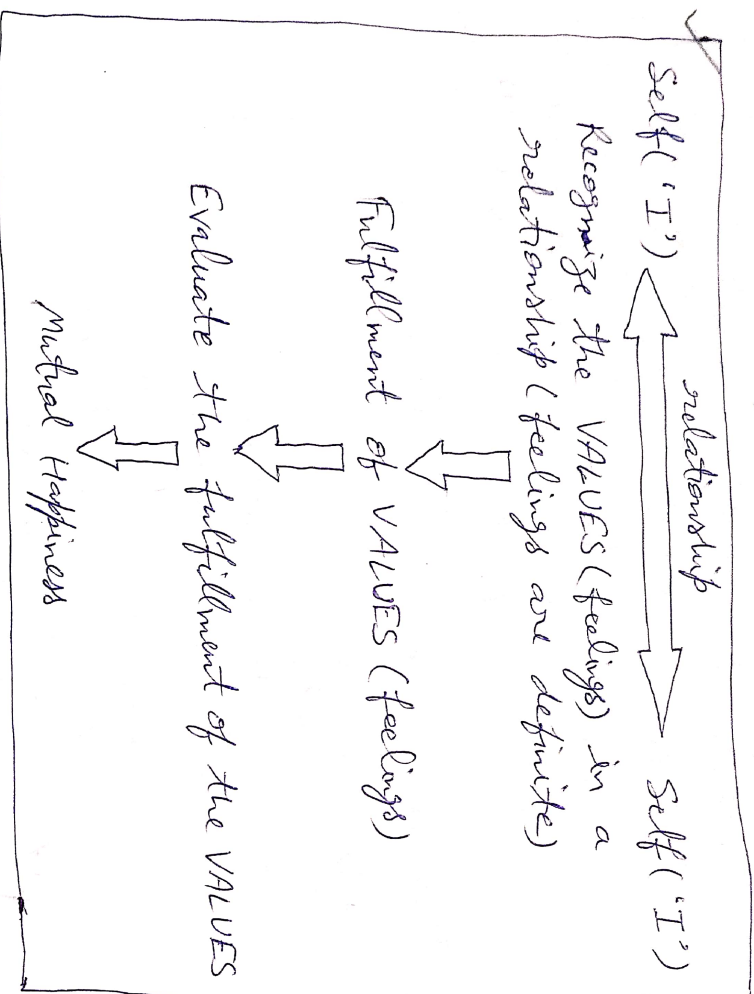 relationship
Self('I') Self('I')
Recognize the VALUES(feelings) in a
relationship (feelings are definite)
Fulfillment of VALUES (feelings)
Evaluate the fulfillment of the VALUES
Mutual Happiness